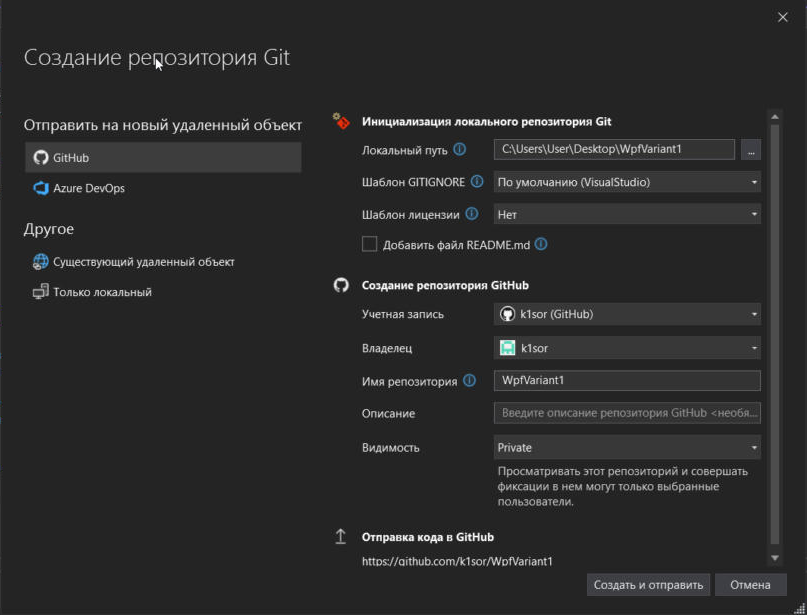 Создание репозитория Git
Отправить на новый удаленный объект
GitHub
Azure DevOps
Другое
Существующий удаленный объект
Только локальный
Инициализация локального репозитория Git
Локальный путь C:\Users\User\Desktop\WpfVariant1 ...
Шаблон GITIGNORE По умолчанию (VisualStudio)
Шаблон лицензии Нет
Добавить файл README.md
Создание репозитория GitHub
Учетная запись k1sor (GitHub)
Владелец k1sor
Имя репозитория WpfVariant1
Описание Введите описание репозитория GitHub <необя...
Видимость Private
Просматривать этот репозиторий и совершать
фиксации в нем могут только выбранные
пользователи.
Отправка кода в GitHub
https://github.com/k1sor/WpfVariant1
Создать и отправить Отмена